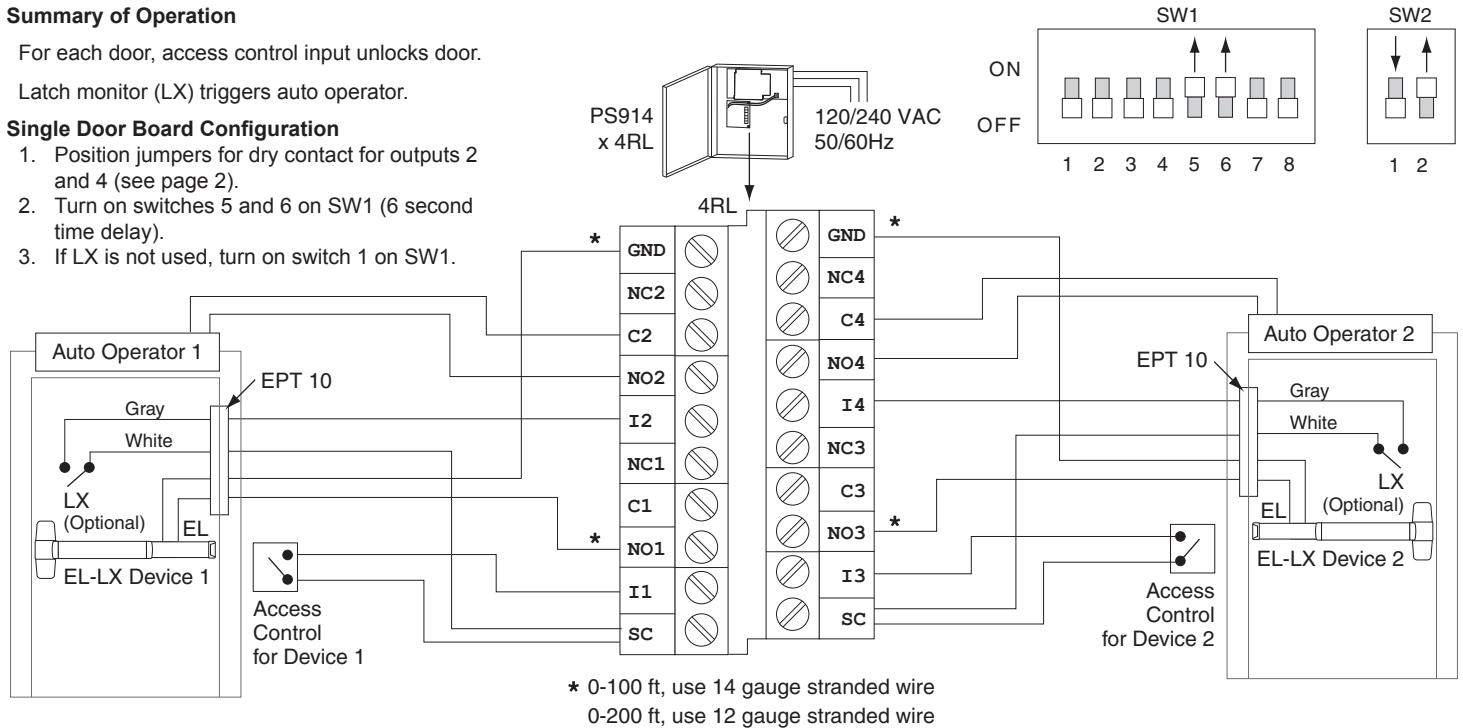 Summary of Operation
For each door, access control input unlocks door.
Latch monitor (LX) triggers auto operator.
Single Door Board Configuration
1. Position jumpers for dry contact for outputs 2
and 4 (see page 2).
2. Turn on switches 5 and 6 on SW1 (6 second
time delay).
3. If LX is not used, turn on switch 1 on SW1.
PS914
x 4RL
120/240 VAC
50/60Hz
SW1
ON
OFF
1 2 3 4 5 6 7 8
SW2
1 2
4RL
*
GND
NC2
C2
NO2
I2
NC1
C1
*
NO1
I1
SC
GND
*
NC4
C4
NO4
I4
NC3
C3
NO3
*
I3
SC
Auto Operator 1
EPT 10
Gray
White
LX
(Optional)
EL
EL-LX Device 1
Access
Control
for Device 1
Auto Operator 2
EPT 10
Gray
White
LX
(Optional)
EL
EL-LX Device 2
Access
Control
for Device 2
* 0-100 ft, use 14 gauge stranded wire
0-200 ft, use 12 gauge stranded wire